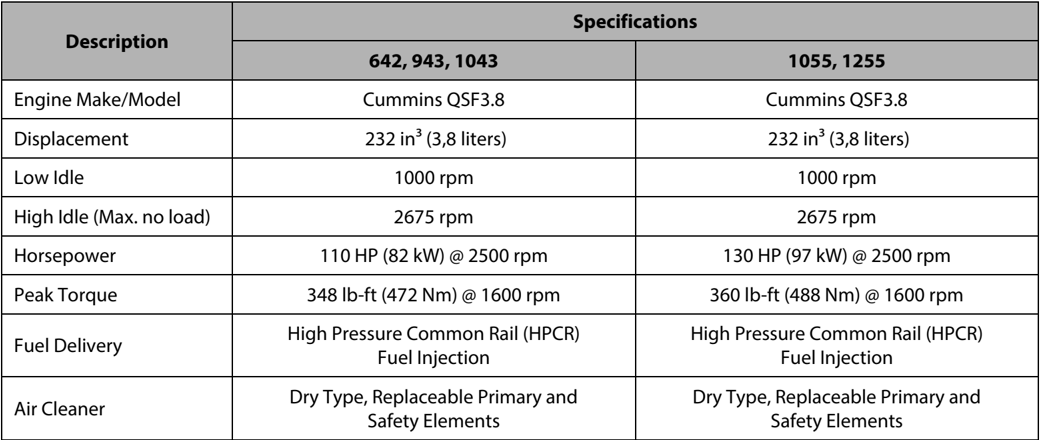 Description
Specifications
642, 943, 1043
1055, 1255
Engine Make/Model
Cummins QSF3.8
Cummins QSF3.8
Displacement
232 in³ (3,8 liters)
232 in³ (3,8 liters)
Low Idle
1000 rpm
1000 rpm
High Idle (Max. no load)
2675 rpm
2675 rpm
Horsepower
110 HP (82 kW) @ 2500 rpm
130 HP (97 kW) @ 2500 rpm
Peak Torque
348 lb-ft (472 Nm) @ 1600 rpm
360 lb-ft (488 Nm) @ 1600 rpm
Fuel Delivery
High Pressure Common Rail (HPCR)
Fuel Injection
High Pressure Common Rail (HPCR)
Fuel Injection
Air Cleaner
Dry Type, Replaceable Primary and
Safety Elements
Dry Type, Replaceable Primary and
Safety Elements